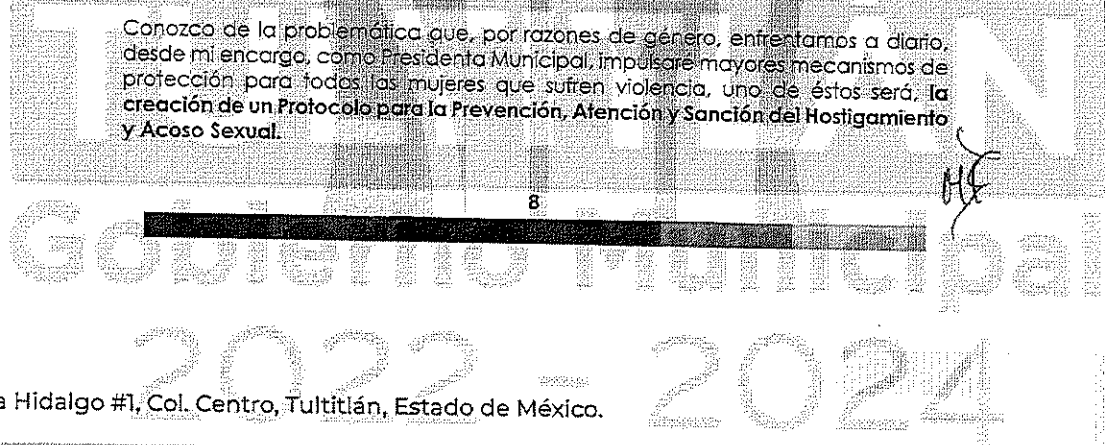 TULTITLÁN
Conozco de la problemática que, por razones de género, enfrentamos a diario,
desde mi encargo, como Presidenta Municipal, impulsare mayores mecanismos de
protección para todas las mujeres que sufren violencia, uno de éstos será, la
creación de un Protocolo para la Prevención, Atención y Sanción del Hostigamiento
y Acoso Sexual.
8
Gobierno Municipal
2022 - 2024
a Hidalgo #1, Col. Centro, Tultitlán, Estado de México.